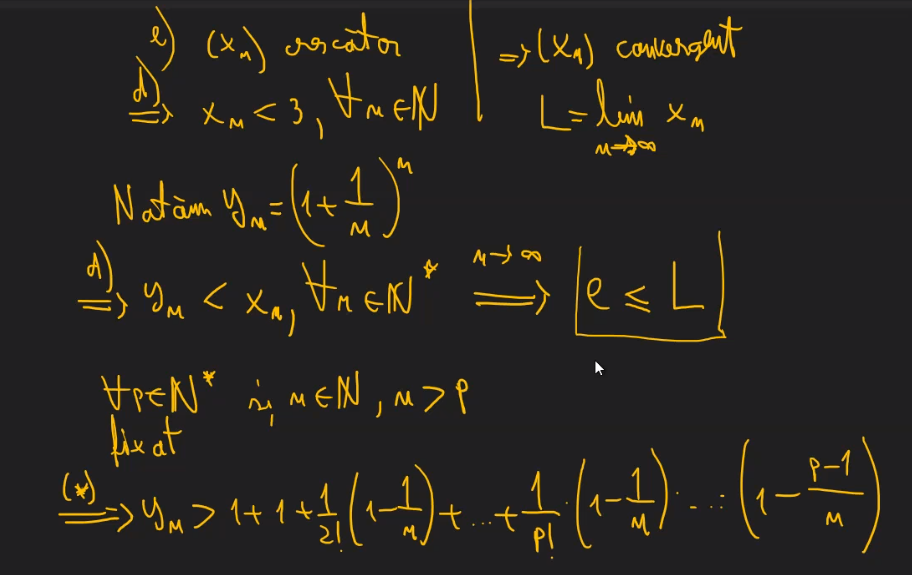 e) (xₙ) crescător
d) ⟹ xₙ < 3, ∀n∈ℕ
⟹ (xₙ) convergent
L = lim xₙ
n→∞
Notăm yₙ = (1 + 1/n)ⁿ
d) ⟹ yₙ < xₙ, ∀n∈ℕ* n→∞ ⟹ e ≤ L
∀p∈ℕ* și n∈ℕ, n > p
fixat
(*) ⟹ yₙ > 1 + 1 + 1/2! (1 - 1/n) + ... + 1/p! · (1 - 1/n) · ... · (1 - (p-1)/n)